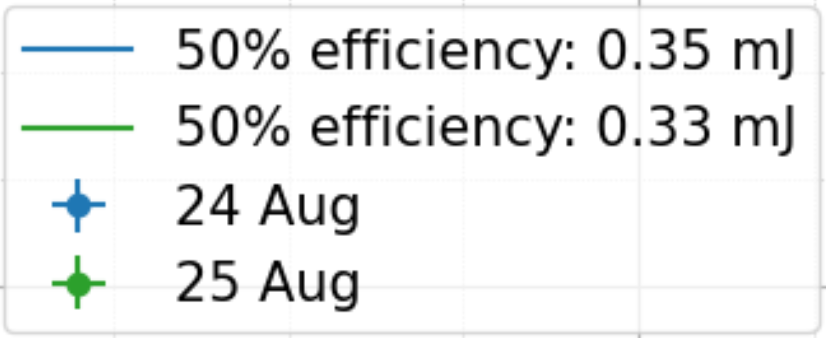 50% efficiency: 0.35 mJ
50% efficiency: 0.33 mJ
24 Aug
25 Aug